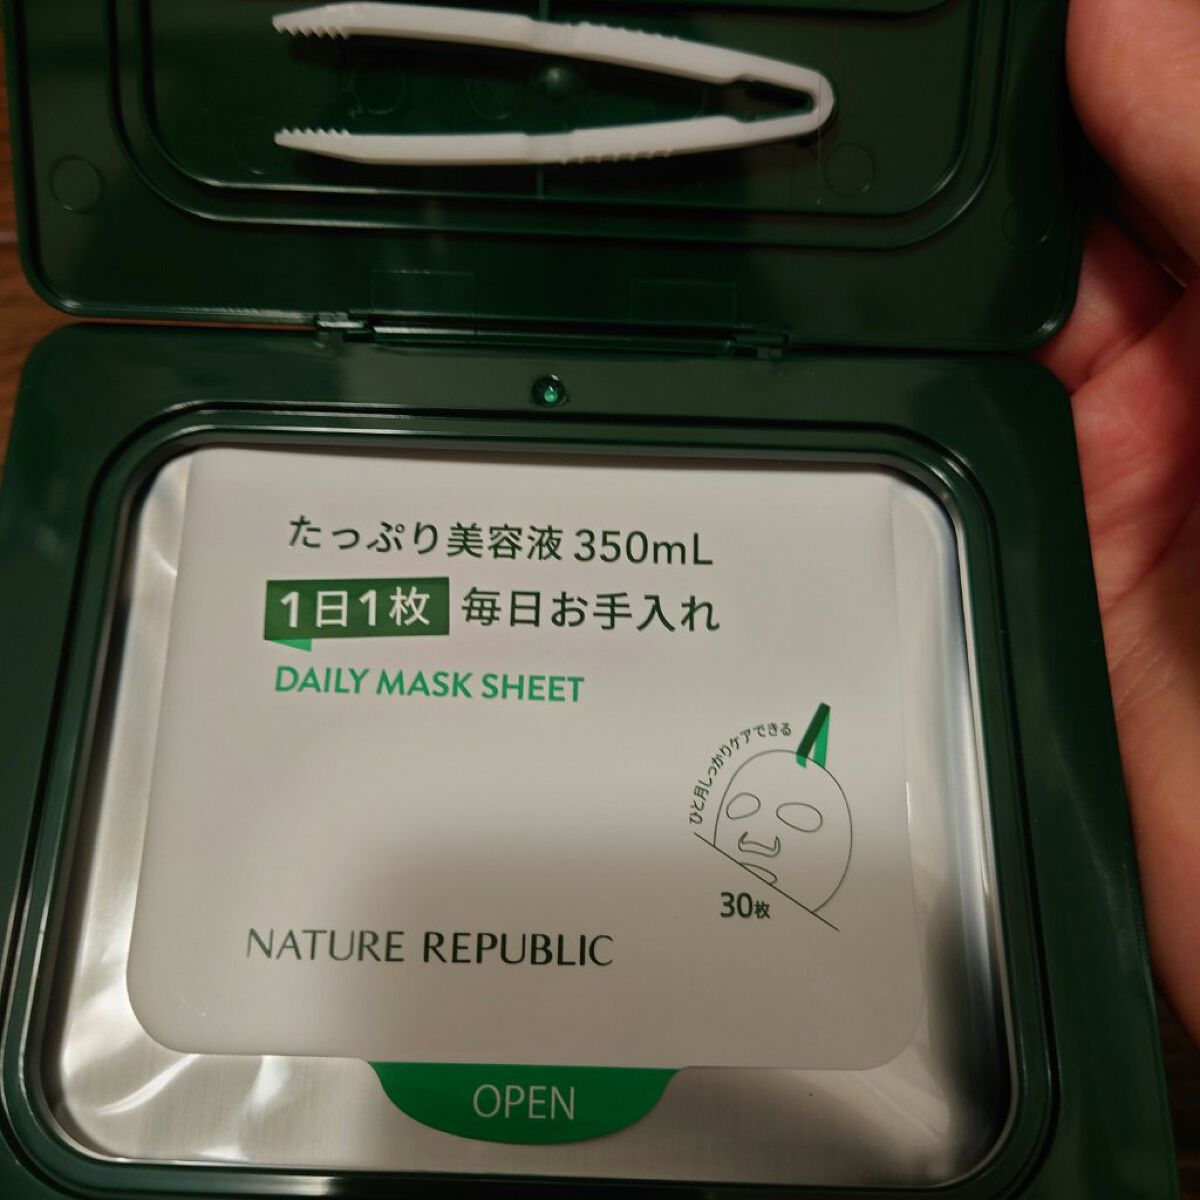 たっぷり美容液 350mL
1日1枚 毎日お手入れ
DAILY MASK SHEET
ひと月しっかりケアできる
30枚
NATURE REPUBLIC
OPEN